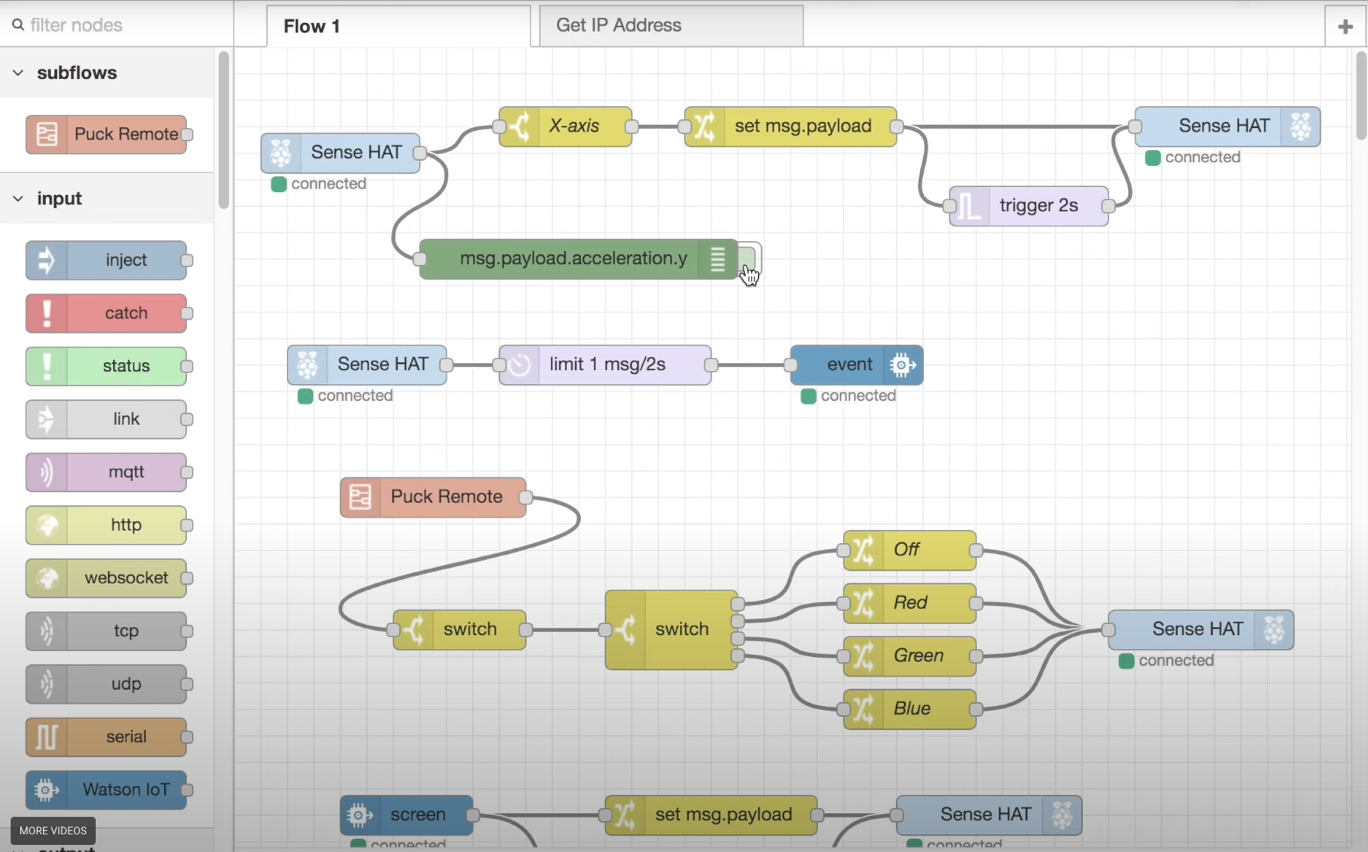 filter nodes
Flow 1
Get IP Address
+
subflows
Puck Remote
input
inject
catch
status
link
mqtt
http
websocket
tcp
udp
serial
Watson IoT
MORE VIDEOS
output
Sense HAT
connected
X-axis
set msg.payload
Sense HAT
connected
trigger 2s
msg.payload.acceleration.y
Sense HAT
connected
limit 1 msg/2s
event
connected
Puck Remote
switch
switch
Off
Red
Green
Blue
Sense HAT
connected
screen
connected
set msg.payload
Sense HAT
connected